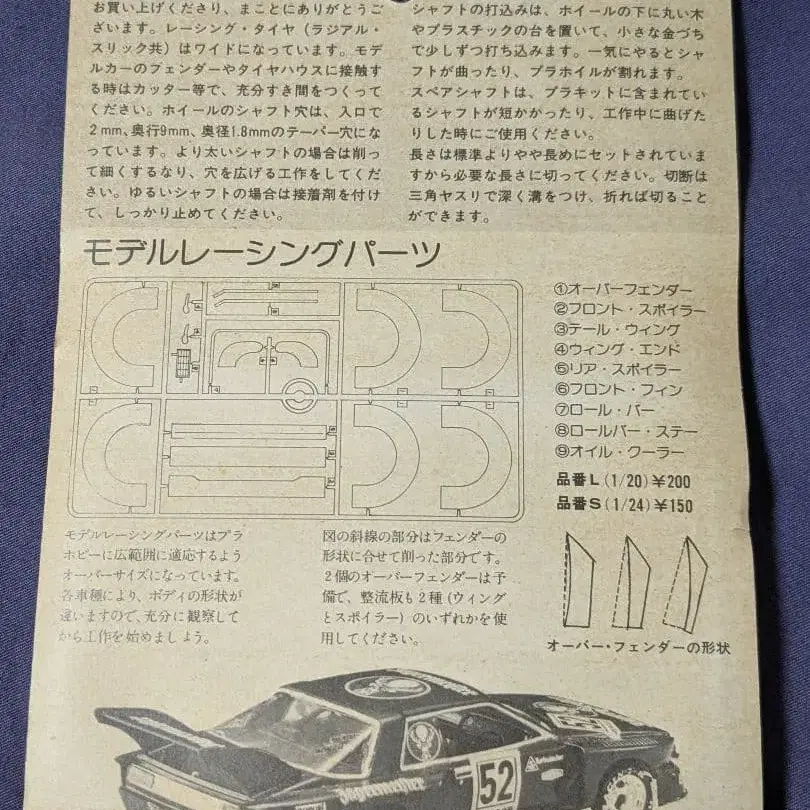 お買い上げくださり、まことにありがとうご
ざいます。レーシング・タイヤ（ラジアル・
スリック共）はワイドになっています。モデ
ルカーのフェンダーやタイヤハウスに接触す
る時はカッター等で、充分すき間をつくって
ください。ホイールのシャフト穴は、入口で
2mm、奥行9mm、奥径1.8mmのテーパー穴にな
っています。より太いシャフトの場合は削っ
て細くするなり、穴を広げる工作をしてくだ
さい。ゆるいシャフトの場合は接着剤を付け
て、しっかり止めてください。
シャフトの打込みは、ホイールの下に丸い木
やプラスチックの台を置いて、小さな金づち
で少しずつ打ち込みます。一気にやるとシャ
フトが曲ったり、プラホイルが割れます。
スペアシャフトは、プラキットに含まれてい
るシャフトが短かかったり、工作中に曲げた
りした時にご使用ください。
長さは標準よりやや長めにセットされていま
すから必要な長さに切ってください。切断は
三角ヤスリで深く溝をつけ、折れば切ること
ができます。
モデルレーシングパーツ
①オーバーフェンダー
②フロント・スポイラー
③テール・ウィング
④ウィング・エンド
⑤リア・スポイラー
⑥フロント・フィン
⑦ロール・バー
⑧ロールバー・ステー
⑨オイル・クーラー
品番L(1/20)¥200
品番S(1/24)¥150
モデルレーシングパーツはプラ
ホビーに広範囲に適応するよう
オーバーサイズになっています。
各車種により、ボディの形状が
違いますので、充分に観察して
から工作を始めましょう。
図の斜線の部分はフェンダーの
形状に合せて削った部分です。
2個のオーバーフェンダーは予
備で、整流板も2種（ウィング
とスポイラー）のいずれかを使
用してください。
オーバー・フェンダーの形状
Jägermeister
52